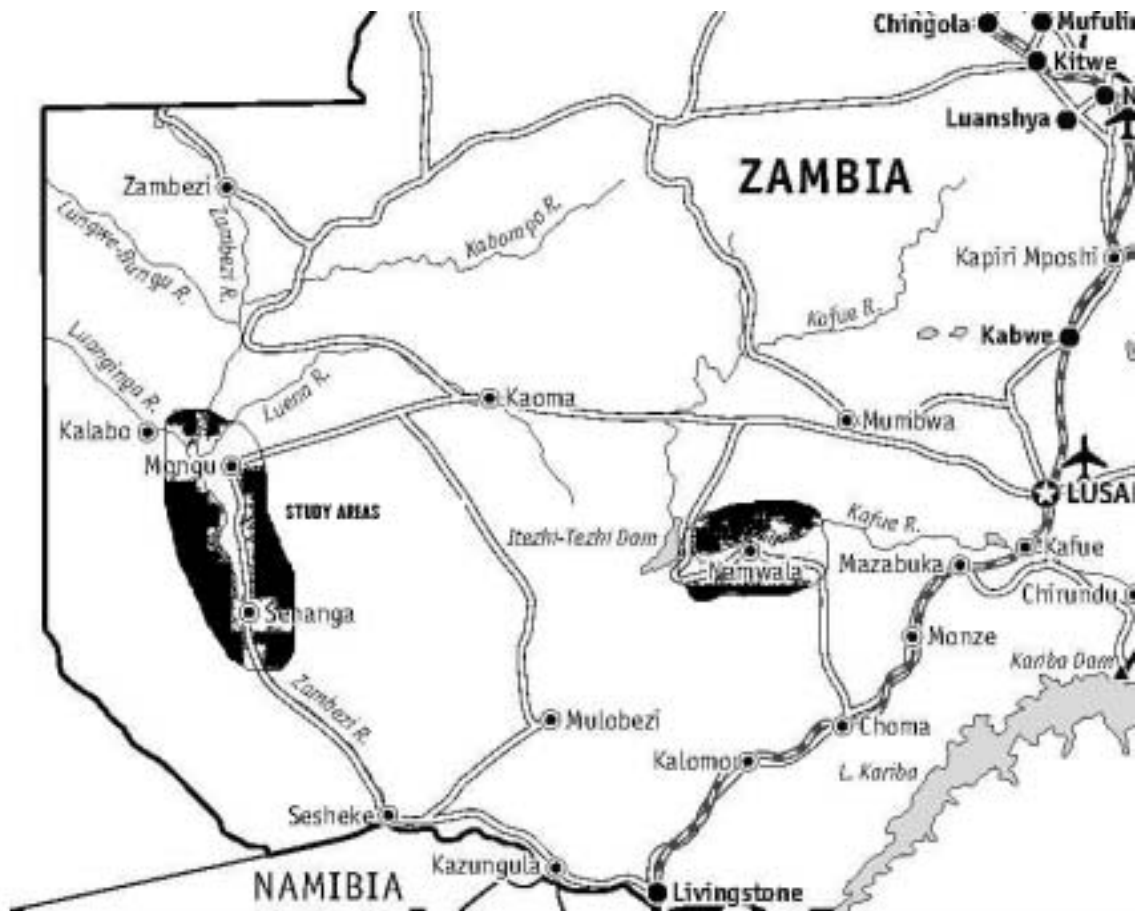 Chingola
Kitwe
Luanshya
ZAMBIA
Zambezi
Lungwe-Bungu R.
Zambezi R.
Kabompo R.
Kapiri Mposhi
Kafue R.
Kabwe
Luanginga R.
Luena R.
Kaoma
Kalabo
Mumbwa
Mongu
STUDY AREAS
Itezhi-Tezhi Dam
Kafue R.
Namwala
Mazabuka
Kafue
Chirundu
Senanga
Monze
Kariba Dam
Zambezi R.
Mulobezi
Choma
Kalomo
L. Kariba
Sesheke
Kazungula
NAMIBIA
Livingstone